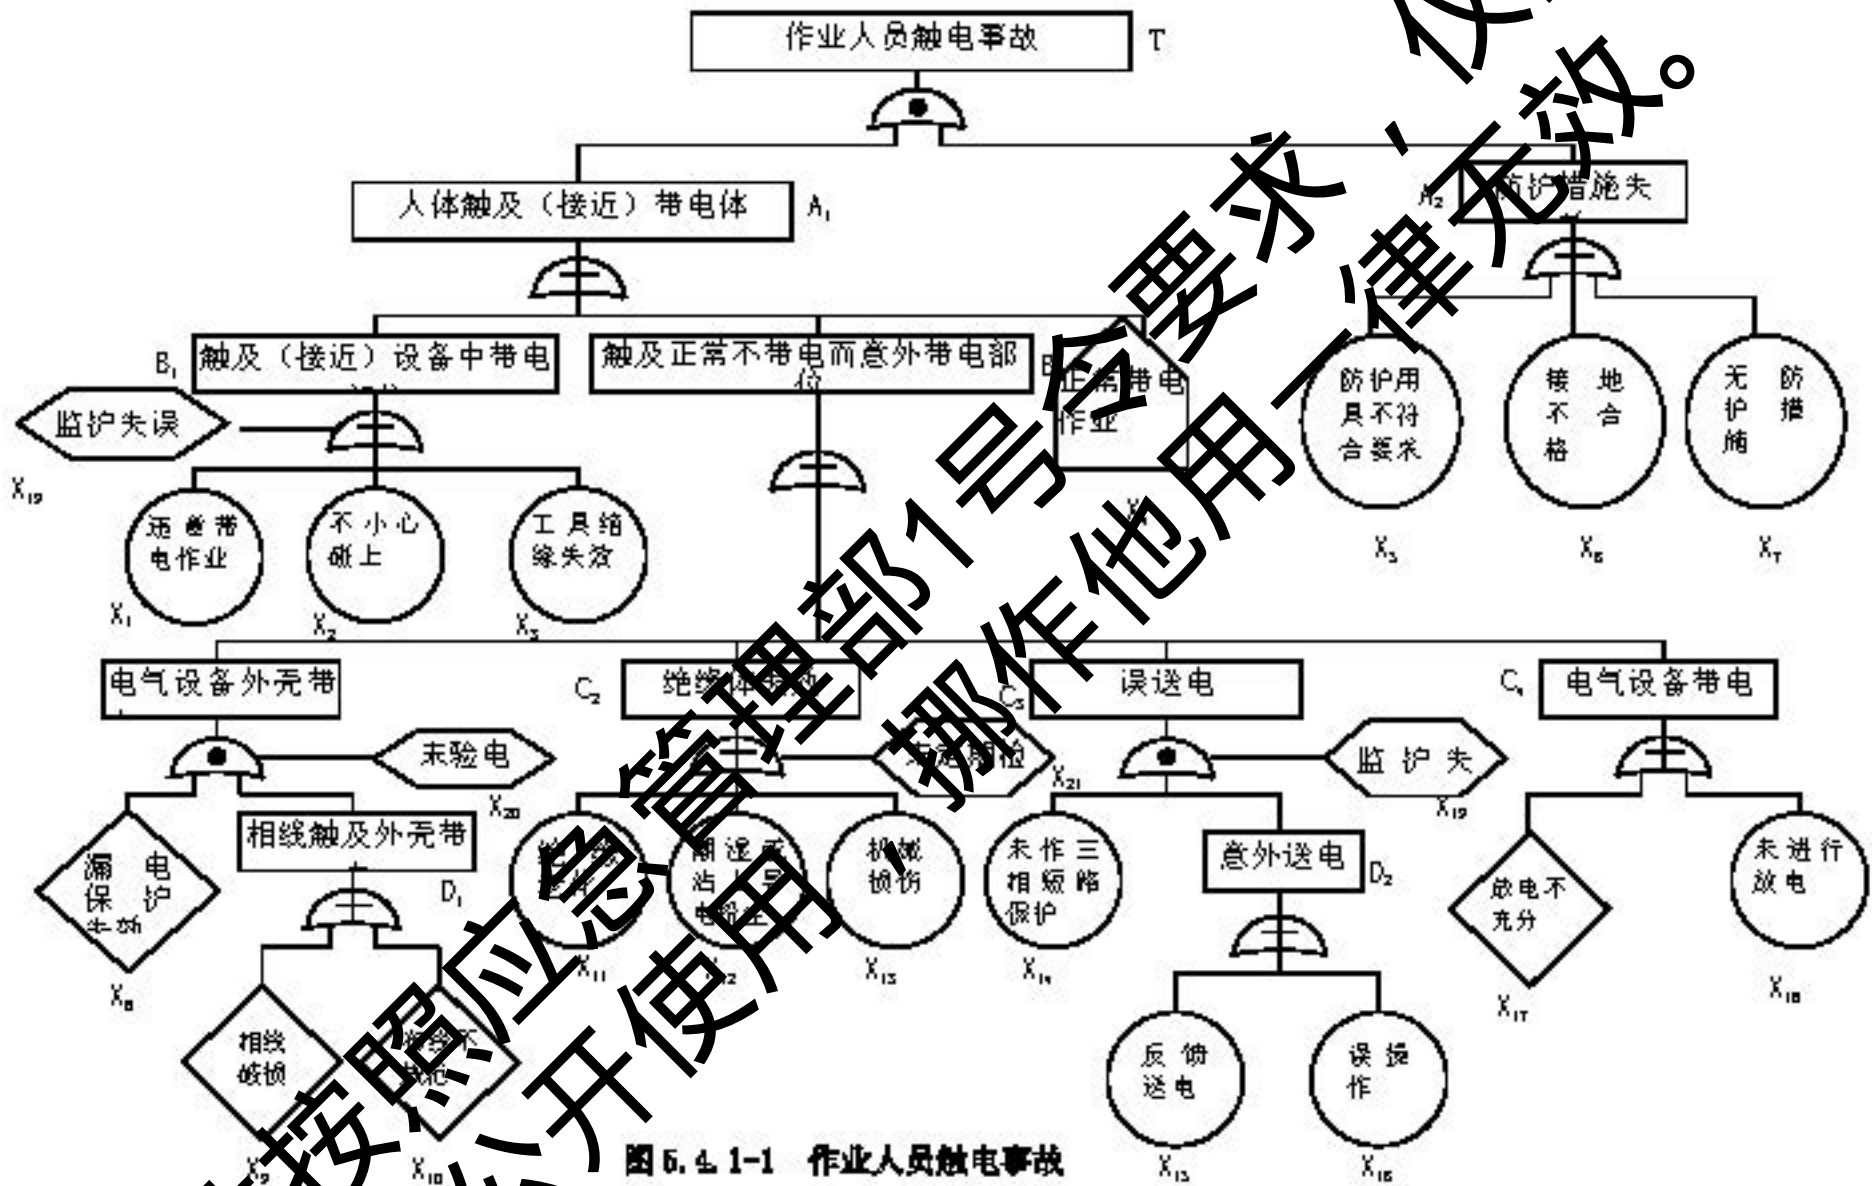 作业人员触电事故 T
人体触及（接近）带电体 A₁
A₂ 防护措施失
B₁ 触及（接近）设备中带电
触及正常不带电而意外带电部
位
正常带电
作业
监护失误
X₁₉
违章带
电作业
X₁
不小心
碰上
X₂
工具绝
缘失效
X₃
X₄
防护用
具不符
合要求
X₅
接地
不合
格
X₆
无防
护措
施
X₇
电气设备外壳带
C₂
C₃ 误送电
C₄ 电气设备带电
未验电
X₂₀
X₂₁
监护失
X₁₉
漏电
保护
失效
X₈
相线触及外壳带
D₁
相线
破损
X₉
X₁₀
X₁₁
X₁₂
机械
损伤
X₁₃
未作三
相短路
保护
X₁₄
意外送电 D₂
反馈
送电
X₁₅
误操
作
X₁₆
放电不
充分
X₁₇
未进行
放电
X₁₈
图5.4.1-1 作业人员触电事故
按照应急管理部1号令要求，仅
公开使用，挪作他用一律无效。